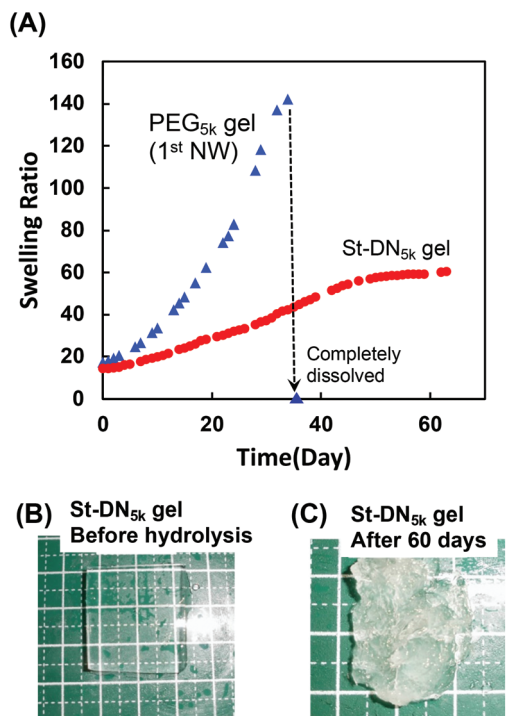 (A)
160
140
120
100
80
60
40
20
0
Swelling Ratio
PEG5k gel
(1st NW)
St-DN5k gel
Completely
dissolved
0
20
40
60
Time(Day)
(B)
St-DN5k gel
Before hydrolysis
(C)
St-DN5k gel
After 60 days